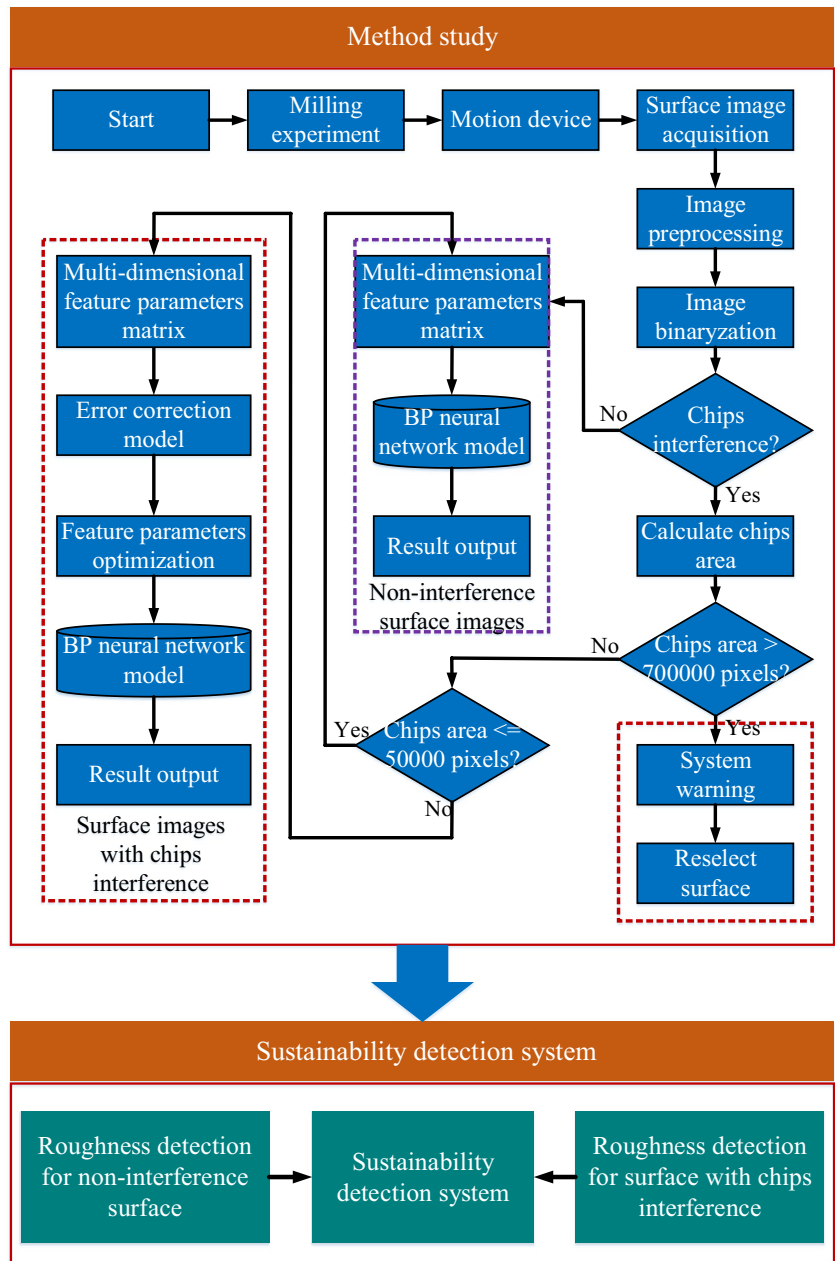 Method study
Start
Milling
experiment
Motion device
Surface image
acquisition
Image
preprocessing
Image
binaryzation
Chips
interference?
No
Yes
Calculate chips
area
Chips area >
700000 pixels?
No
Yes
System
warning
Reselect
surface
Chips area <=
50000 pixels?
Yes
No
Multi-dimensional
feature parameters
matrix
BP neural
network model
Result output
Non-interference
surface images
Multi-dimensional
feature parameters
matrix
Error correction
model
Feature parameters
optimization
BP neural network
model
Result output
Surface images
with chips
interference
Sustainability detection system
Roughness detection
for non-interference
surface
Sustainability
detection system
Roughness detection
for surface with chips
interference